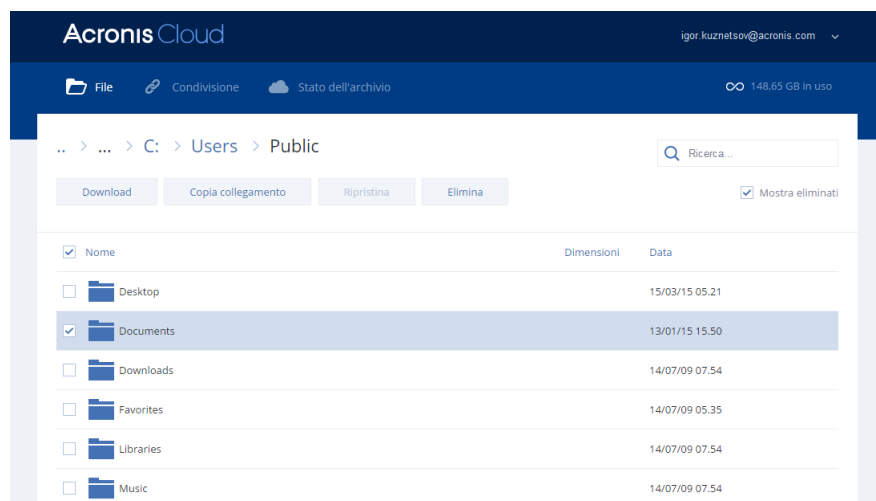 Acronis Cloud
igor.kuznetsov@acronis.com
File Condivisione Stato dell'archivio 148,65 GB in uso
.. > ... > C: > Users > Public
Ricerca...
Download Copia collegamento Ripristina Elimina
Mostra eliminati
Nome Dimensioni Data
Desktop 15/03/15 05.21
Documents 13/01/15 15.50
Downloads 14/07/09 07.54
Favorites 14/07/09 05.35
Libraries 14/07/09 07.54
Music 14/07/09 07.54